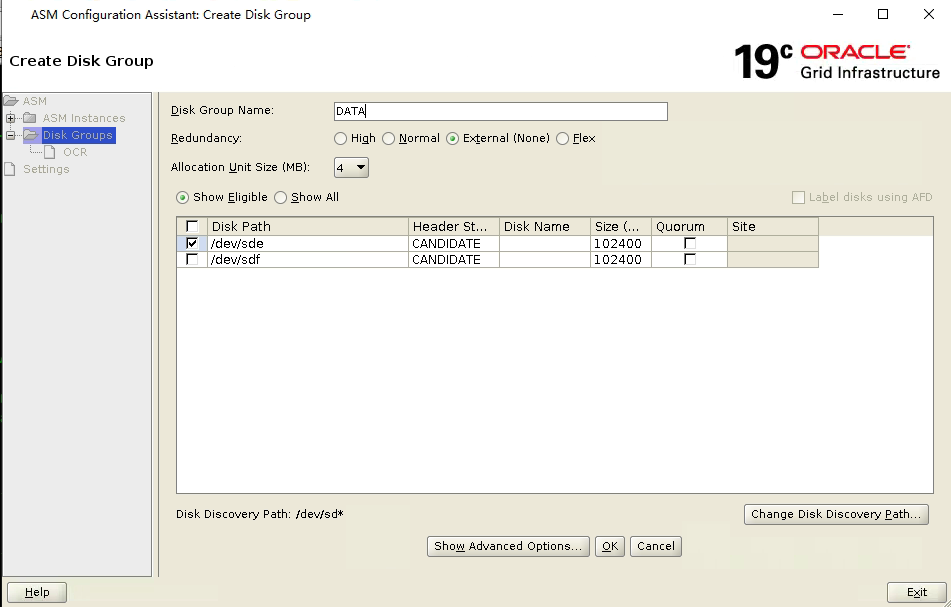 ASM Configuration Assistant: Create Disk Group
Create Disk Group
19c ORACLE
Grid Infrastructure
ASM
ASM Instances
Disk Groups
OCR
Settings
Disk Group Name: DATA
Redundancy: High Normal External (None) Flex
Allocation Unit Size (MB): 4
Show Eligible Show All Label disks using AFD
Disk Path Header St... Disk Name Size (... Quorum Site
/dev/sde CANDIDATE 102400
/dev/sdf CANDIDATE 102400
Disk Discovery Path: /dev/sd* Change Disk Discovery Path...
Show Advanced Options... OK Cancel
Help Exit